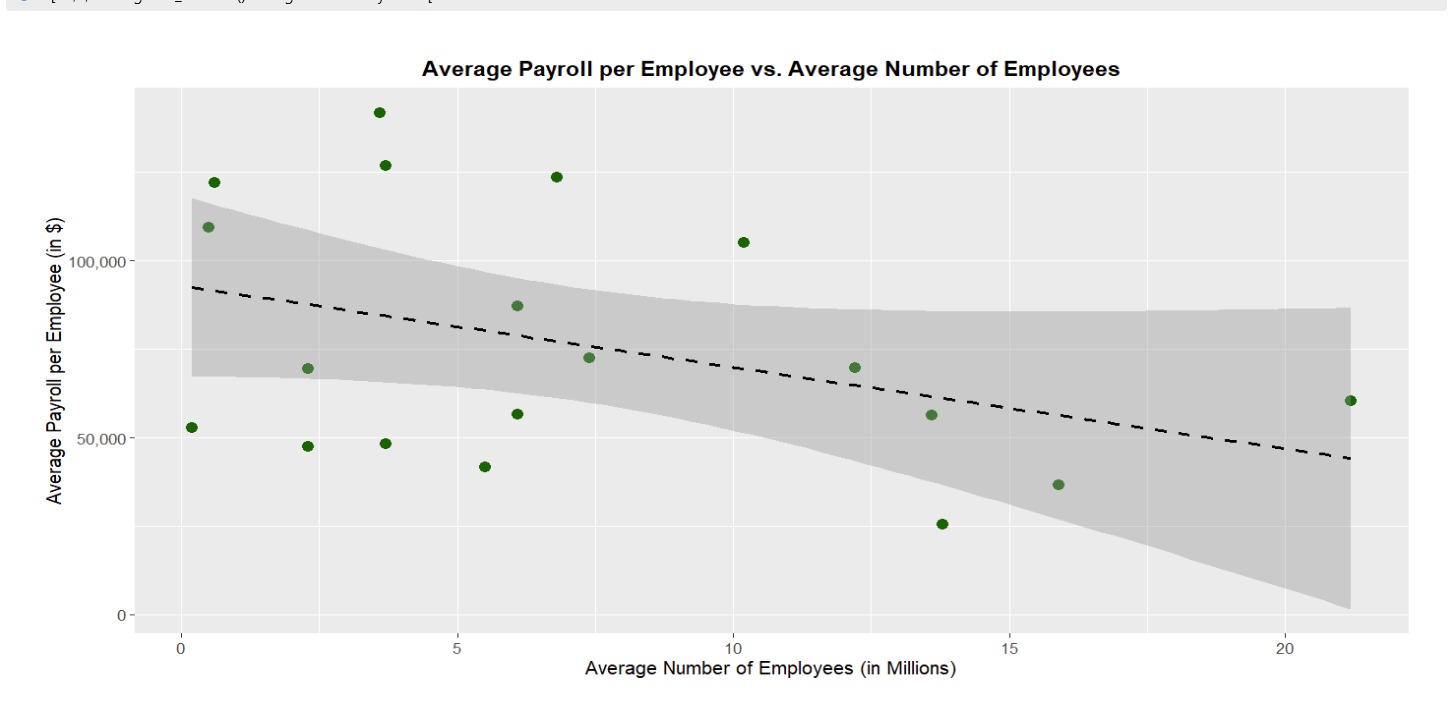 Average Payroll per Employee vs. Average Number of Employees
Average Payroll per Employee (in $)
100,000
50,000
0
0 5 10 15 20
Average Number of Employees (in Millions)